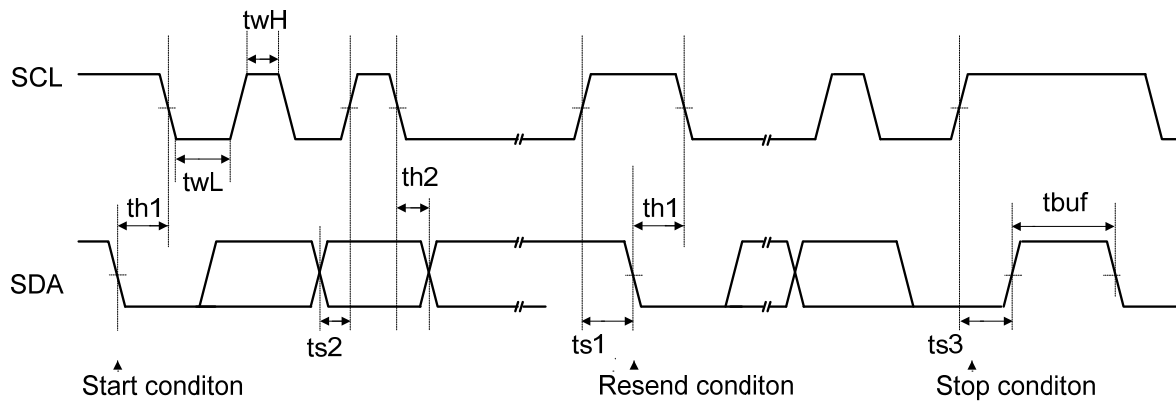 twH
SCL
twL
th2
th1
th1
tbuf
SDA
ts2
ts1
ts3
Start conditon
Resend conditon
Stop conditon